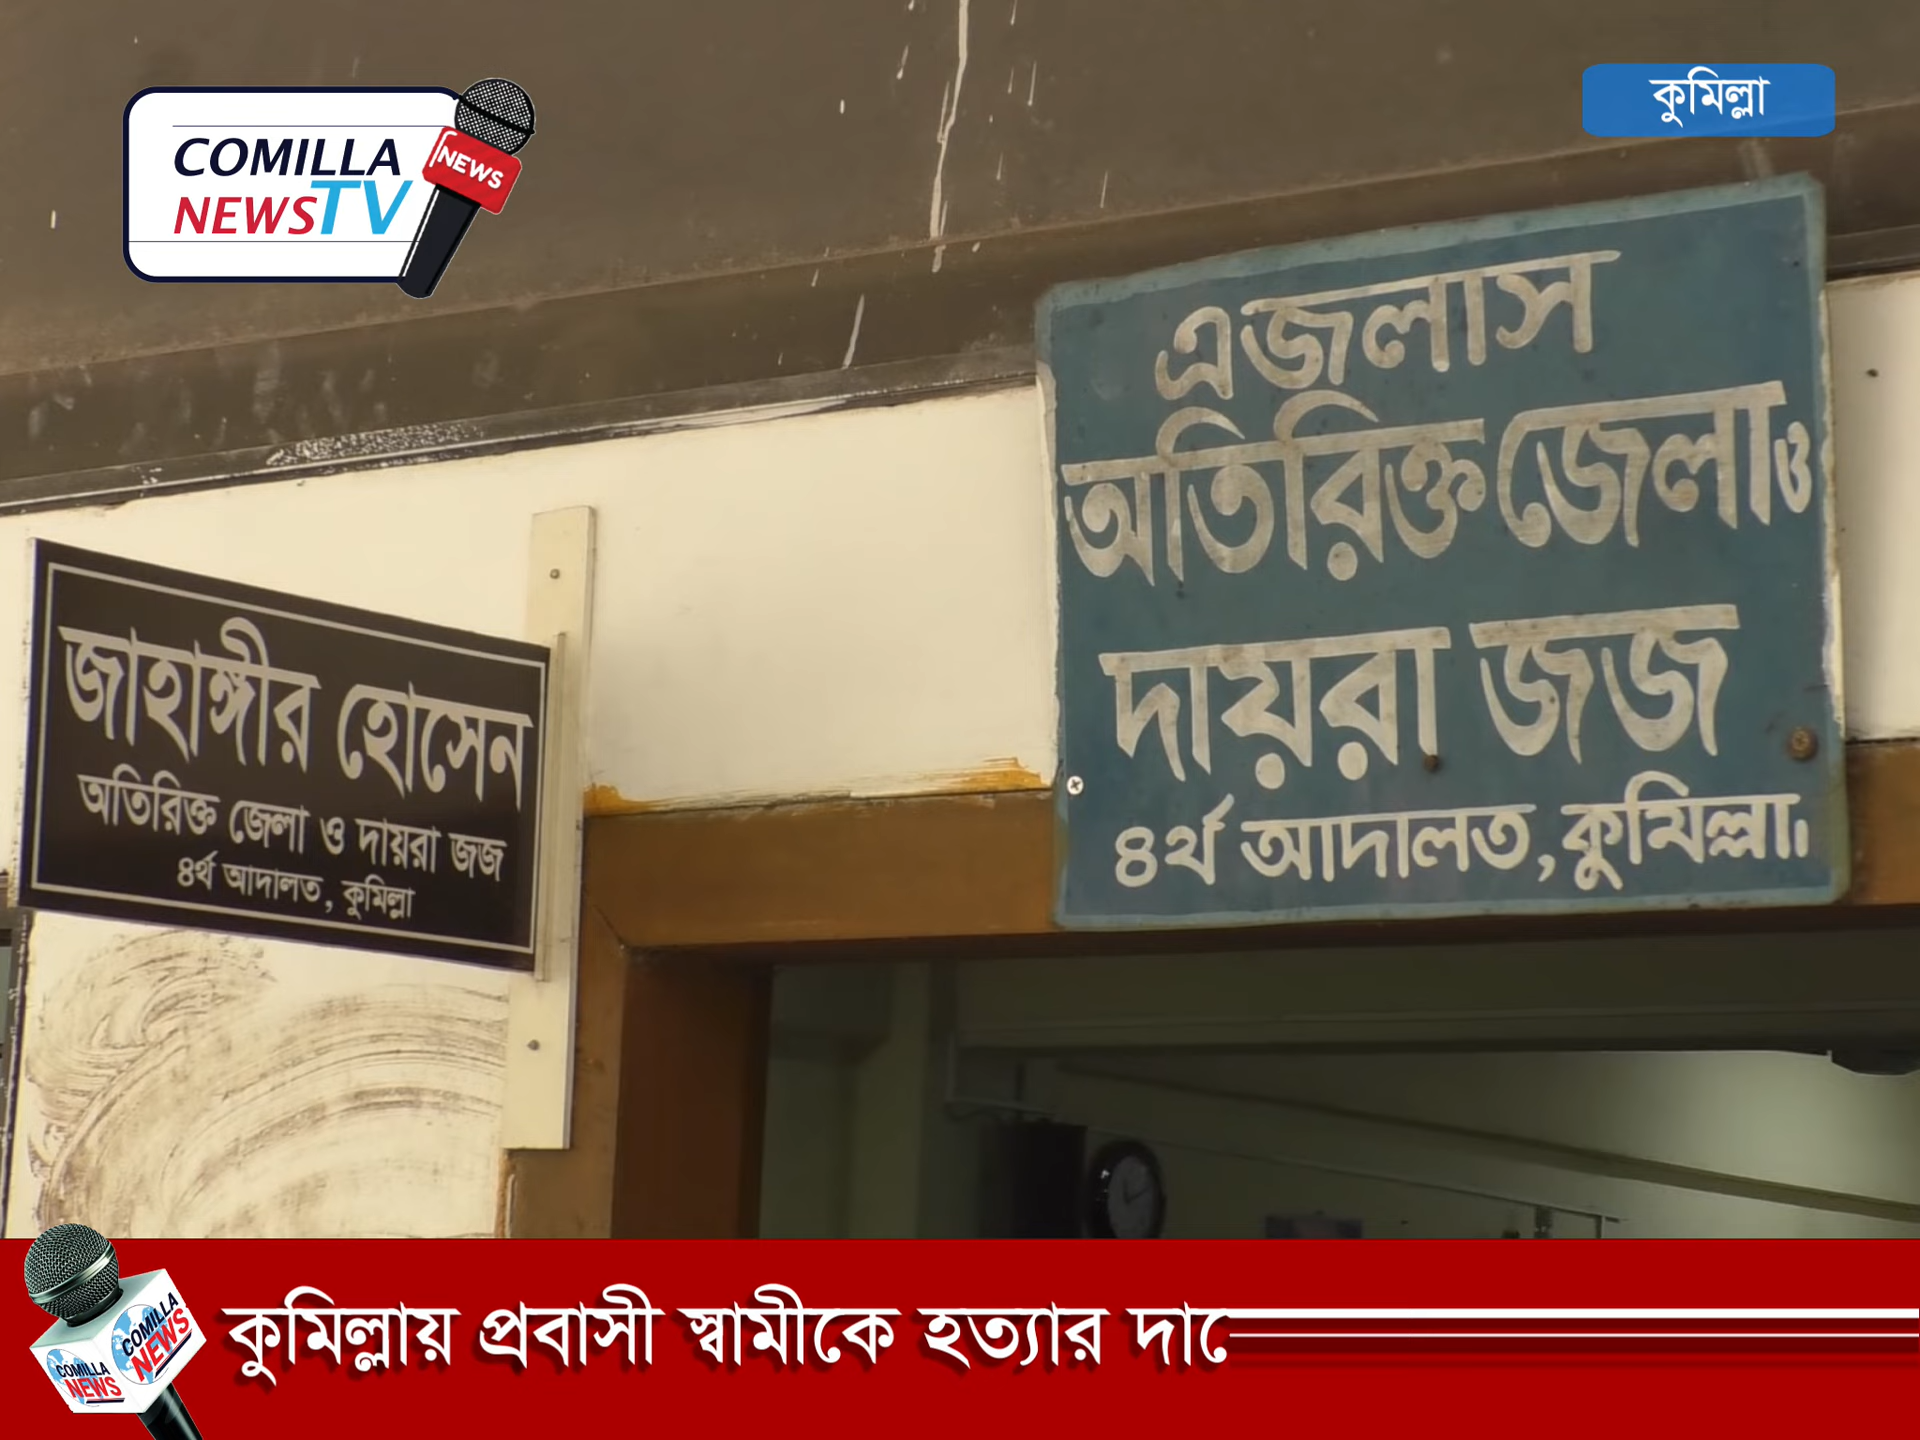 COMILLA
NEWSTV
NEWS
কুমিল্লা
এজলাস
অতিরিক্ত জেলা ও
দায়রা জজ
৪র্থ আদালত, কুমিল্লা।
জাহাঙ্গীর হোসেন
অতিরিক্ত জেলা ও দায়রা জজ
৪র্থ আদালত, কুমিল্লা
COMILLA
NEWS
COMILLA
NEWS
কুমিল্লায় প্রবাসী স্বামীকে হত্যার দা